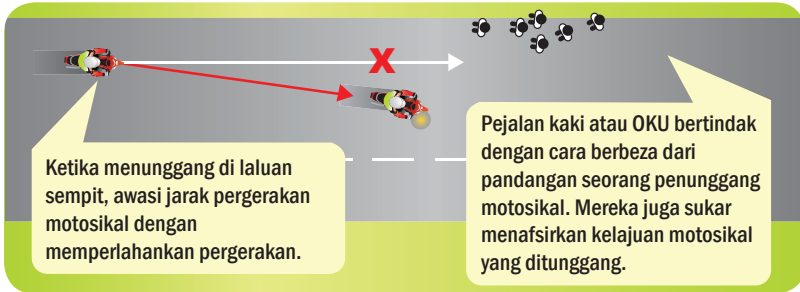 X
Ketika menunggang di laluan
sempit, awasi jarak pergerakan
motosikal dengan
memperlahankan pergerakan.
Pejalan kaki atau OKU bertindak
dengan cara berbeza dari
pandangan seorang penunggang
motosikal. Mereka juga sukar
menafsirkan kelajuan motosikal
yang ditunggang.